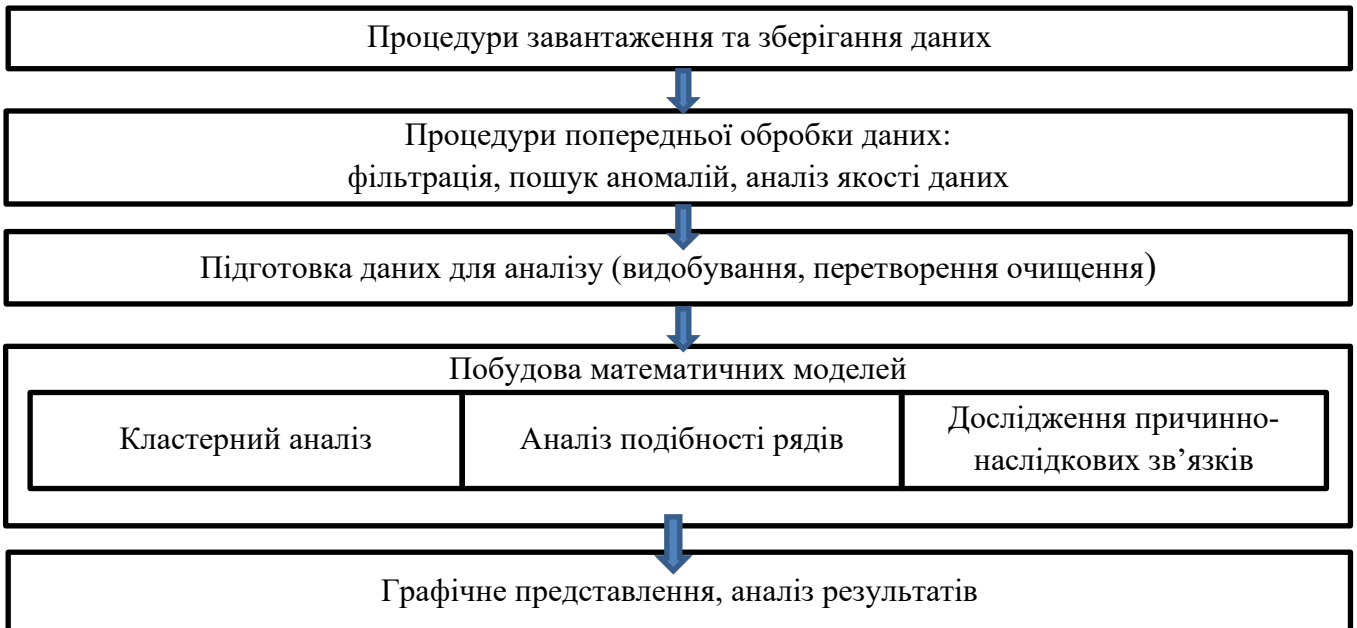 Процедури завантаження та зберігання даних
Процедури попередньої обробки даних:
фільтрація, пошук аномалій, аналіз якості даних
Підготовка даних для аналізу (видобування, перетворення очищення)
Побудова математичних моделей
Кластерний аналіз
Аналіз подібності рядів
Дослідження причинно-
наслідкових зв’язків
Графічне представлення, аналіз результатів